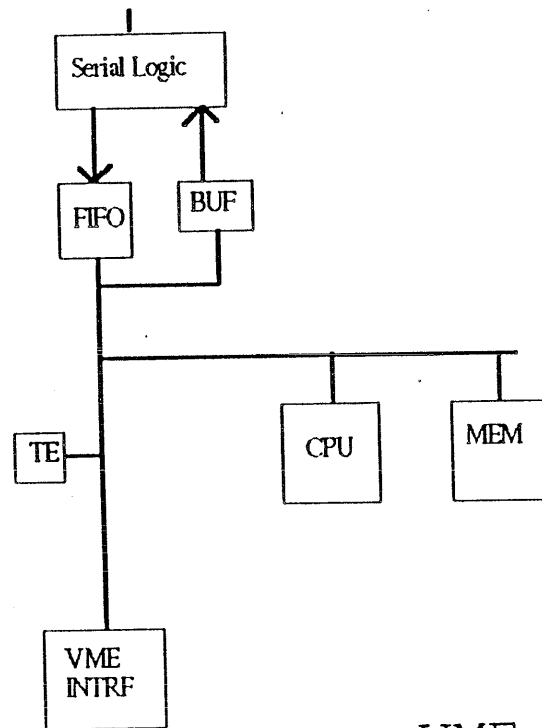 Serial Logic
FIFO
BUF
TE
CPU
MEM
VME
INTRF
VME